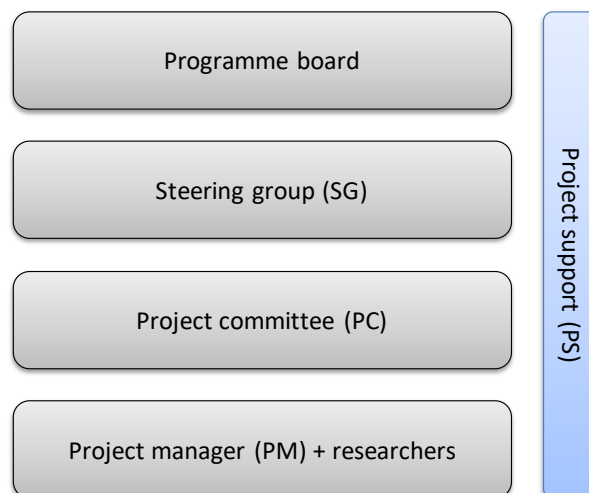 Programme board
Steering group (SG)
Project committee (PC)
Project manager (PM) + researchers
Project support (PS)